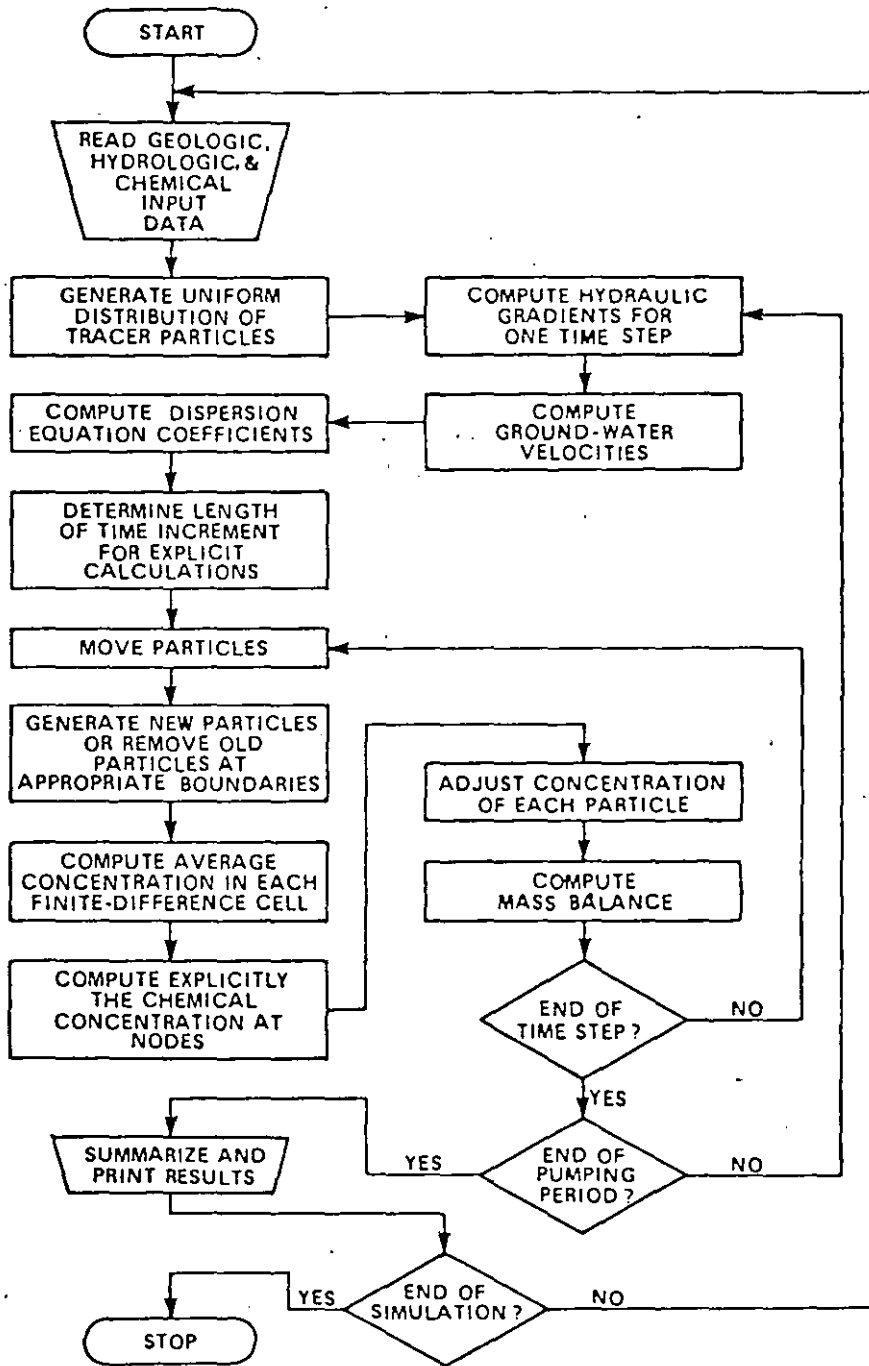 START
READ GEOLOGIC,
HYDROLOGIC, &
CHEMICAL
INPUT
DATA
GENERATE UNIFORM
DISTRIBUTION OF
TRACER PARTICLES
COMPUTE HYDRAULIC
GRADIENTS FOR
ONE TIME STEP
COMPUTE
GROUND-WATER
VELOCITIES
COMPUTE DISPERSION
EQUATION COEFFICIENTS
DETERMINE LENGTH
OF TIME INCREMENT
FOR EXPLICIT
CALCULATIONS
MOVE PARTICLES
GENERATE NEW PARTICLES
OR REMOVE OLD
PARTICLES AT
APPROPRIATE BOUNDARIES
COMPUTE AVERAGE
CONCENTRATION IN EACH
FINITE-DIFFERENCE CELL
COMPUTE EXPLICITLY
THE CHEMICAL
CONCENTRATION AT
NODES
ADJUST CONCENTRATION
OF EACH PARTICLE
COMPUTE
MASS BALANCE
END OF
TIME STEP?
NO
YES
END OF
PUMPING
PERIOD?
NO
YES
SUMMARIZE AND
PRINT RESULTS
END OF
SIMULATION?
NO
YES
STOP